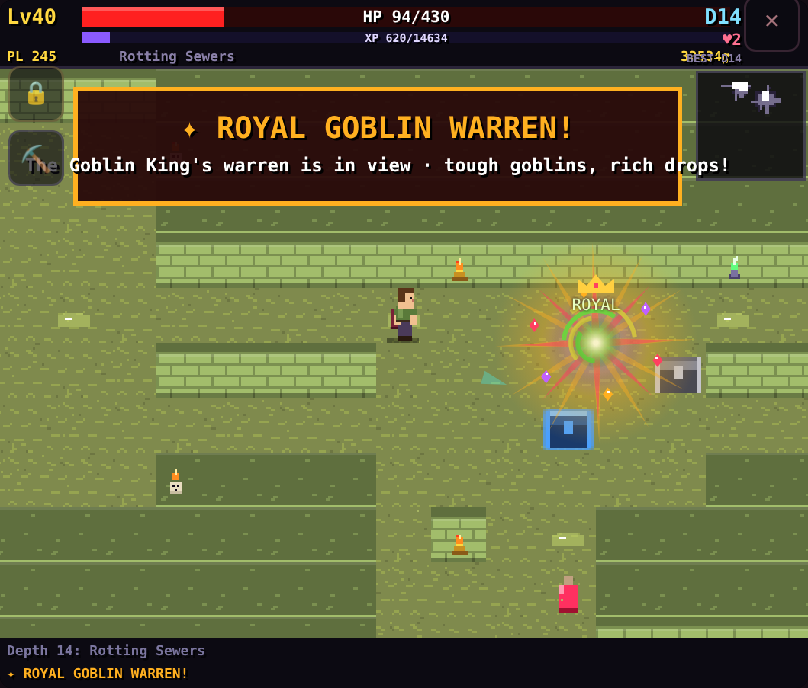 Lv40
HP 94/430
D14
XP 620/14634
♥2
PL 245
Rotting Sewers
✦ ROYAL GOBLIN WARREN!
The Goblin King's warren is in view · tough goblins, rich drops!
ROYAL
Depth 14: Rotting Sewers
✦ ROYAL GOBLIN WARREN!